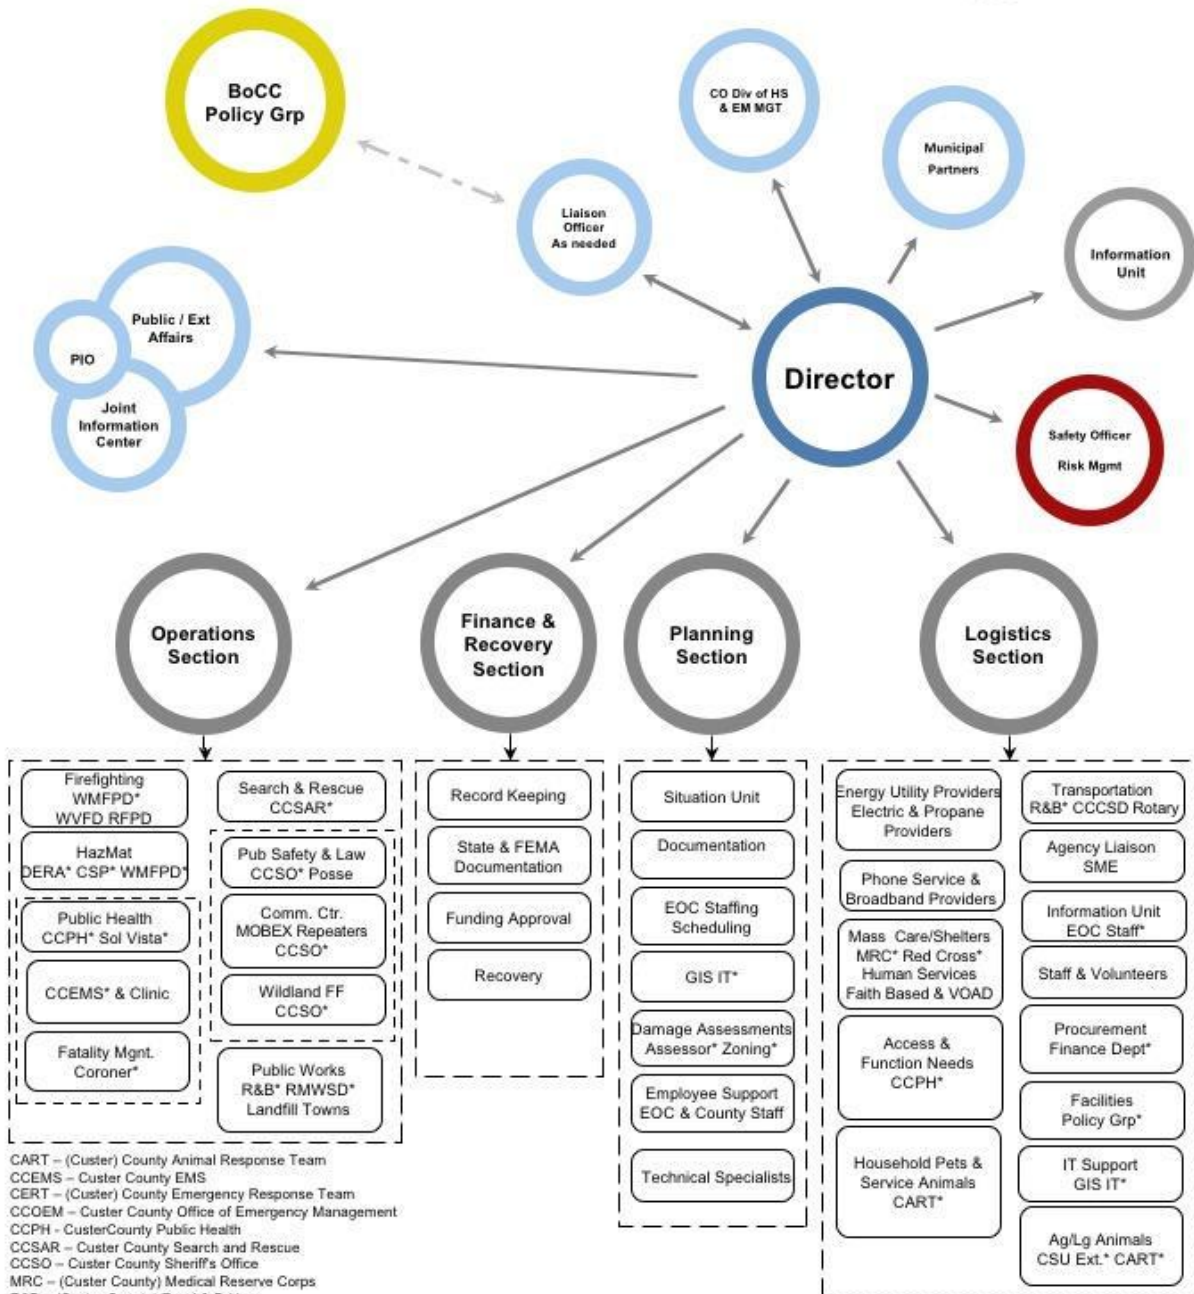 BoCC
Policy Grp
CO Div of HS
& EM MGT
Municipal
Partners
Liaison
Officer
As needed
Information
Unit
Public / Ext
Affairs
PIO
Joint
Information
Center
Director
Safety Officer
Risk Mgmt
Operations
Section
Finance &
Recovery
Section
Planning
Section
Logistics
Section
Firefighting
WMFPD*
WVFD RFPD
HazMat
DERA* CSP* WMFPD*
Public Health
CCPH* Sol Vista*
CCEMS* & Clinic
Fatality Mgnt.
Coroner*
Search & Rescue
CCSAR*
Pub Safety & Law
CCSO* Posse
Comm. Ctr.
MOBEX Repeaters
CCSO*
Wildland FF
CCSO*
Public Works
R&B* RMWSD*
Landfill Towns
Record Keeping
State & FEMA
Documentation
Funding Approval
Recovery
Situation Unit
Documentation
EOC Staffing
Scheduling
GIS IT*
Damage Assessments
Assessor* Zoning*
Employee Support
EOC & County Staff
Technical Specialists
Energy Utility Providers
Electric & Propane
Providers
Phone Service &
Broadband Providers
Mass Care/Shelters
MRC* Red Cross*
Human Services
Faith Based & VOAD
Access &
Function Needs
CCPH*
Household Pets &
Service Animals
CART*
Transportation
R&B* CCCSD Rotary
Agency Liaison
SME
Information Unit
EOC Staff*
Staff & Volunteers
Procurement
Finance Dept*
Facilities
Policy Grp*
IT Support
GIS IT*
Ag/Lg Animals
CSU Ext.* CART*
CART – (Custer) County Animal Response Team
CCEMS – Custer County EMS
CERT – (Custer) County Emergency Response Team
CCOEM – Custer County Office of Emergency Management
CCPH - CusterCounty Public Health
CCSAR – Custer County Search and Rescue
CCSO – Custer County Sheriff's Office
MRC – (Custer County) Medical Reserve Corps